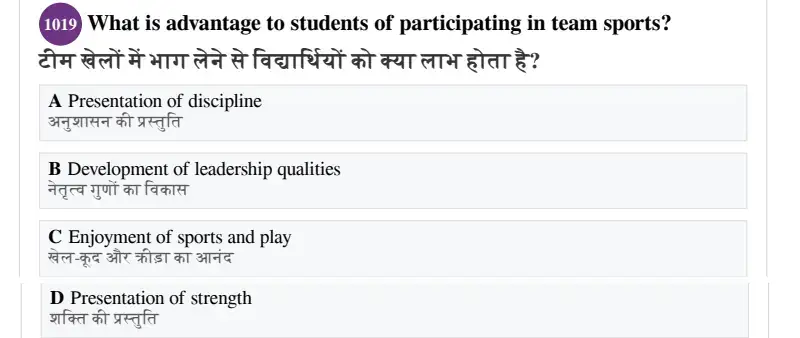 1019 What is advantage to students of participating in team sports?
टीम खेलों में भाग लेने से विद्यार्थियों को क्या लाभ होता है?
A Presentation of discipline
अनुशासन की प्रस्तुति
B Development of leadership qualities
नेतृत्व गुणों का विकास
C Enjoyment of sports and play
खेल-कूद और क्रीड़ा का आनंद
D Presentation of strength
शक्ति की प्रस्तुति